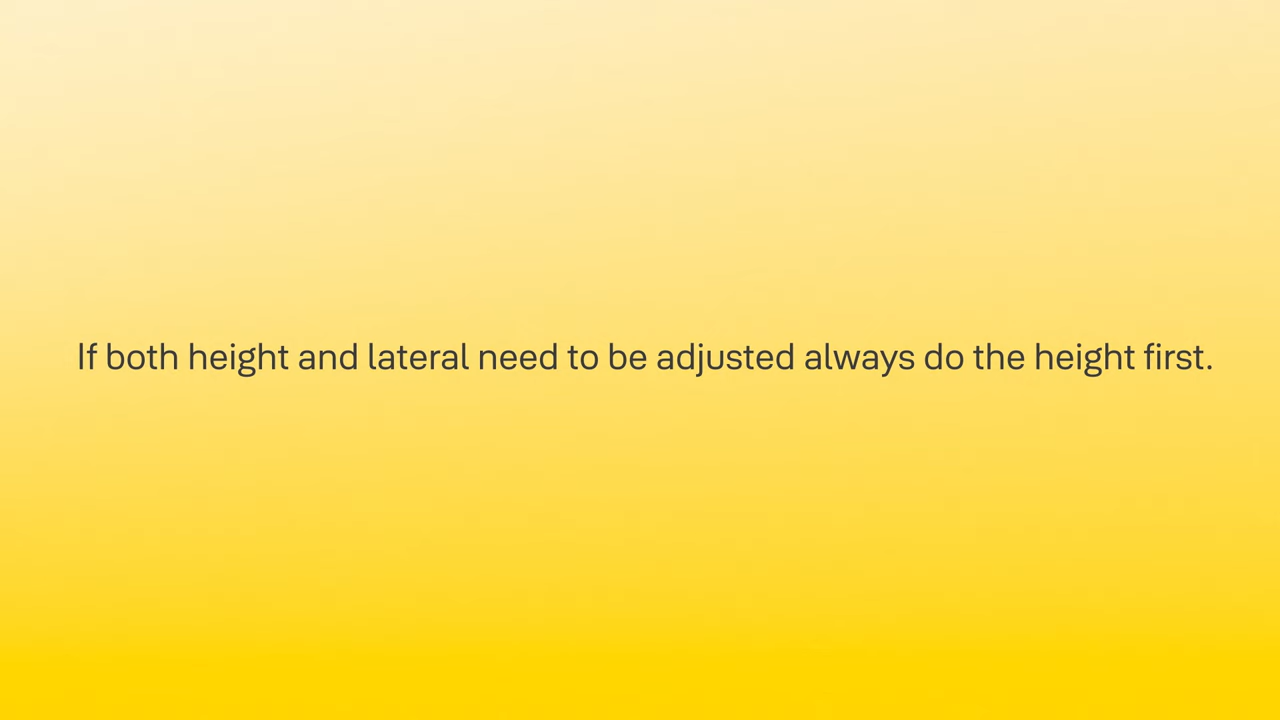 If both height and lateral need to be adjusted always do the height first.